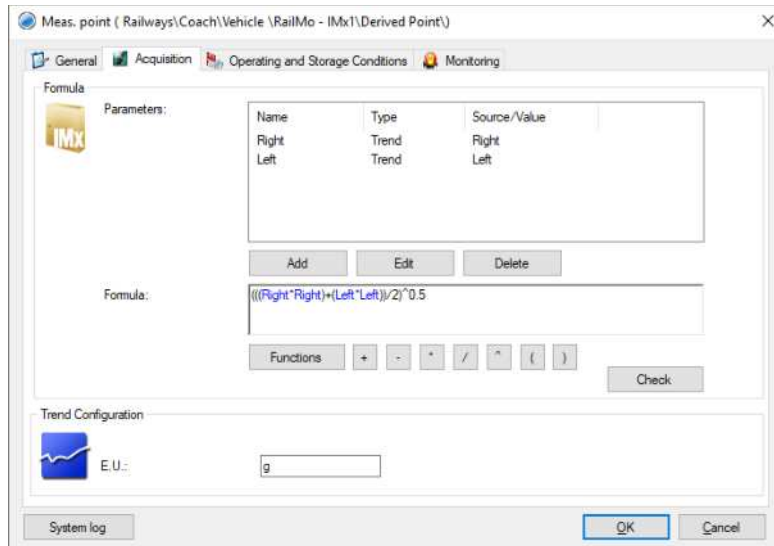 Meas. point ( Railways\Coach\Vehicle \RailMo - IMx1\Derived Point\)
General Acquisition Operating and Storage Conditions Monitoring
Formula
IMx
Parameters:
Name Type Source/Value
Right Trend Right
Left Trend Left
Add Edit Delete
Formula:
(((Right*Right)+(Left*Left))/2)^0.5
Functions + - * / ^ ( )
Check
Trend Configuration
E.U.:
g
System log OK Cancel